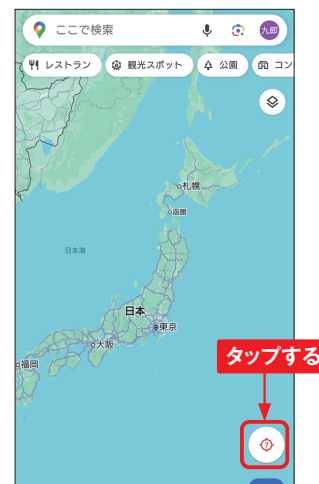 ここで検索
九郎
レストラン
観光スポット
公園
コン
札幌
函館
日本海
日本
東京
大阪
福岡
タップする